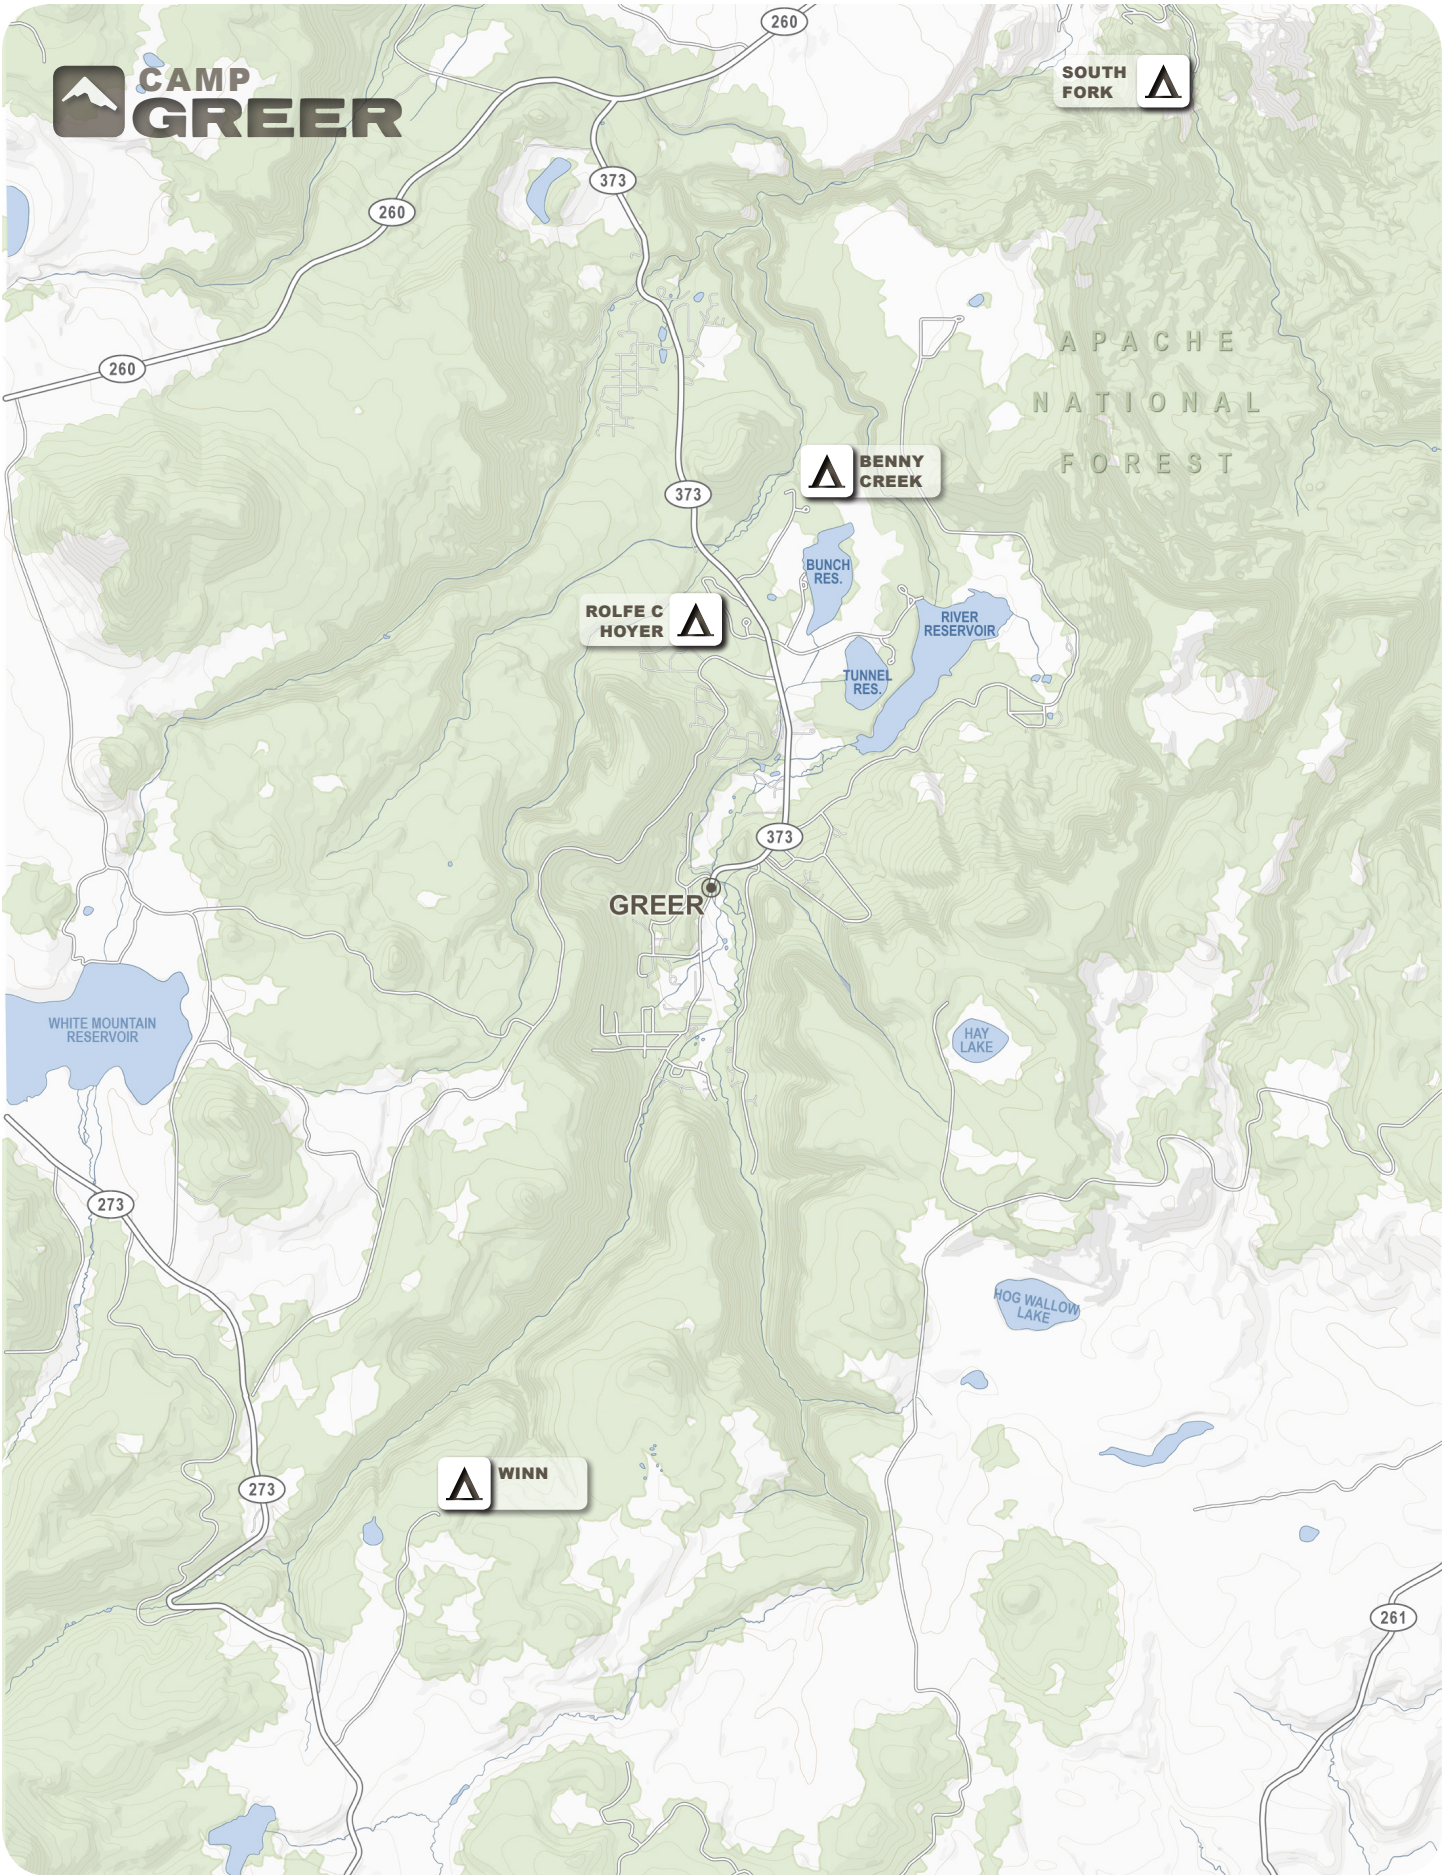 260
SOUTH
FORK
CAMP
GREER
373
260
APACHE
260
NATIONAL
FOREST
BENNY
CREEK
373
BUNCH
RES.
ROLFE C
HOYER
RIVER
RESERVOIR
TUNNEL
RES.
373
GREER
WHITE MOUNTAIN
RESERVOIR
HAY
LAKE
273
HOG WALLOW
LAKE
WINN
273
261